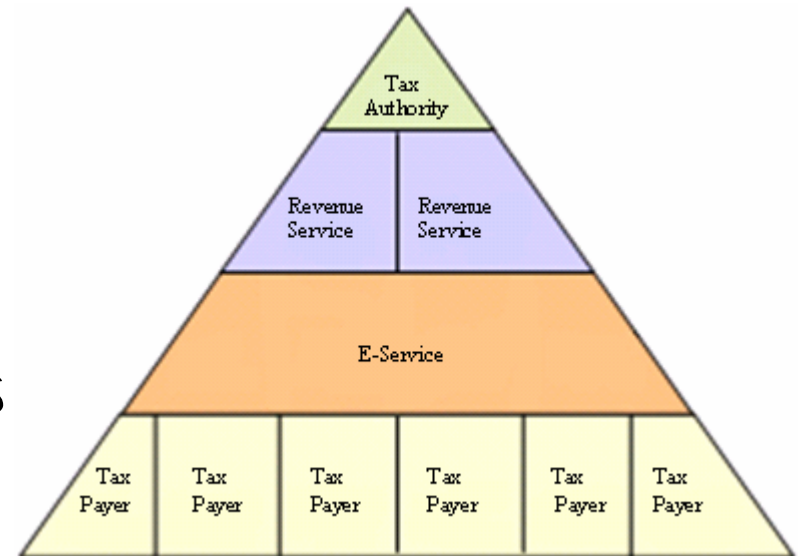 Tax
Authority
Revenue
Service
Revenue
Service
E-Service
Tax
Payer
Tax
Payer
Tax
Payer
Tax
Payer
Tax
Payer
Tax
Payer